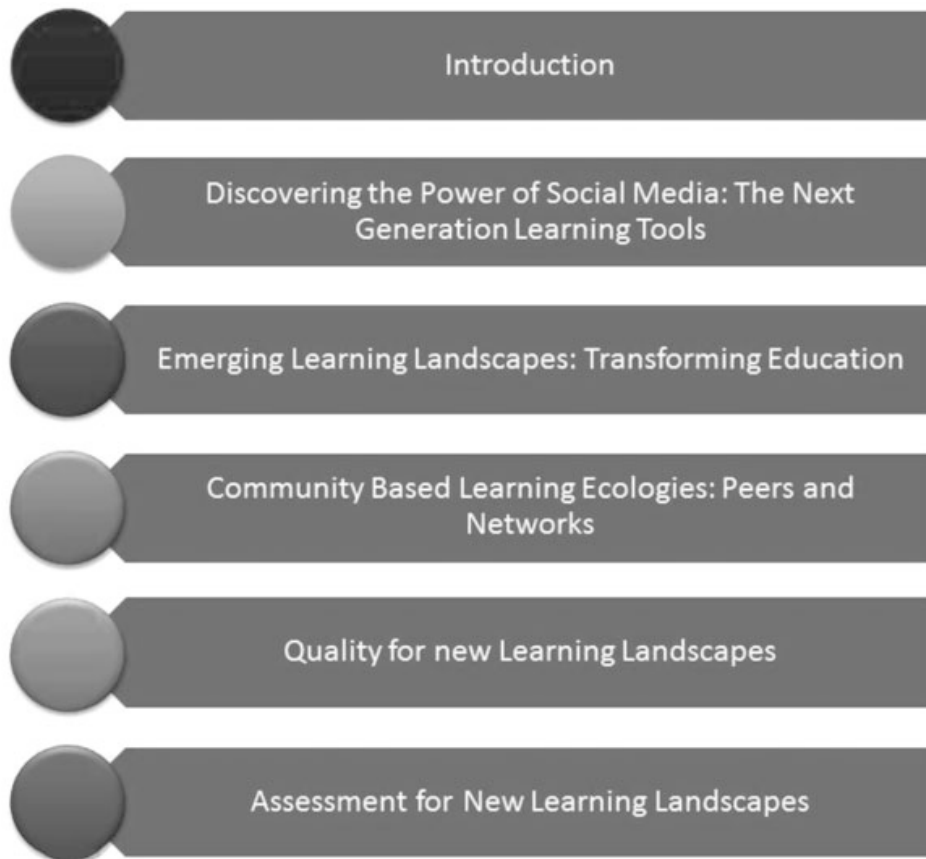 Introduction
Discovering the Power of Social Media: The Next
Generation Learning Tools
Emerging Learning Landscapes: Transforming Education
Community Based Learning Ecologies: Peers and
Networks
Quality for new Learning Landscapes
Assessment for New Learning Landscapes